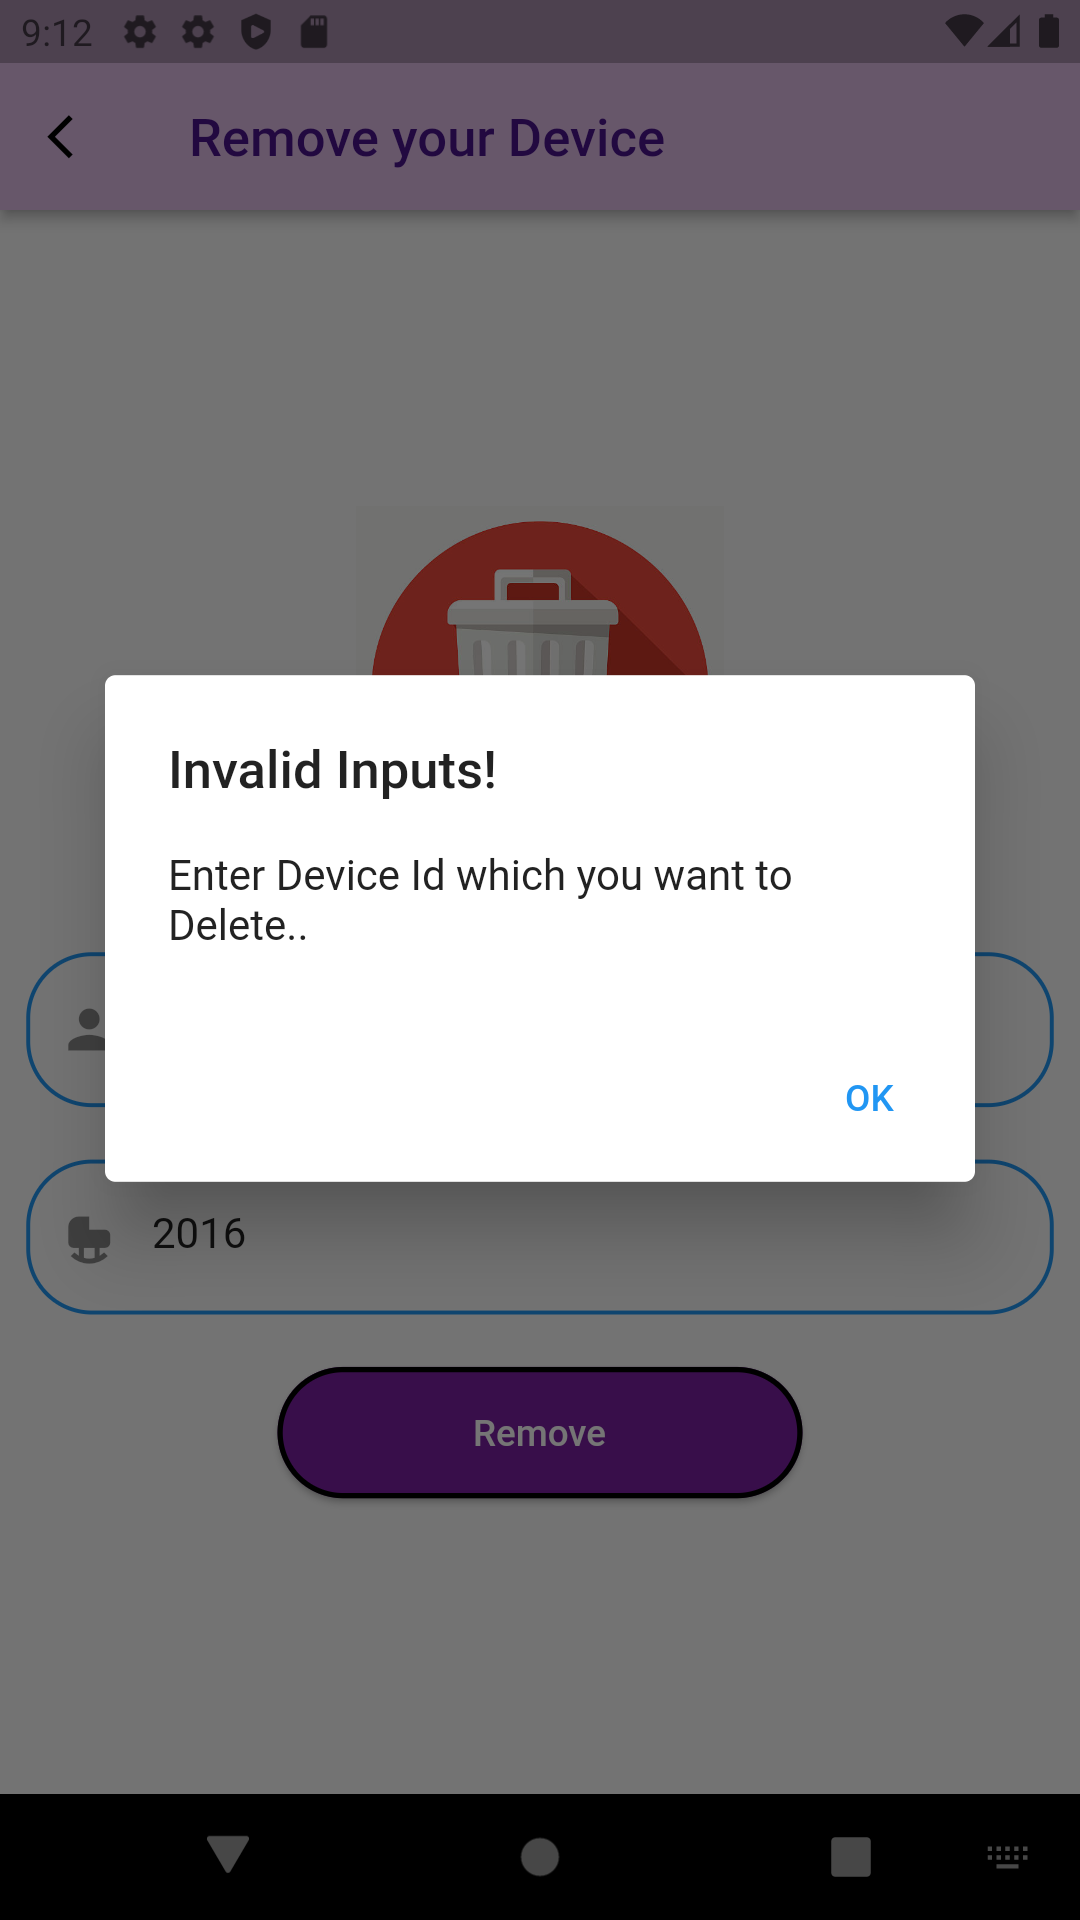 9:12
Remove your Device
Invalid Inputs!
Enter Device Id which you want to
Delete..
OK
2016
Remove